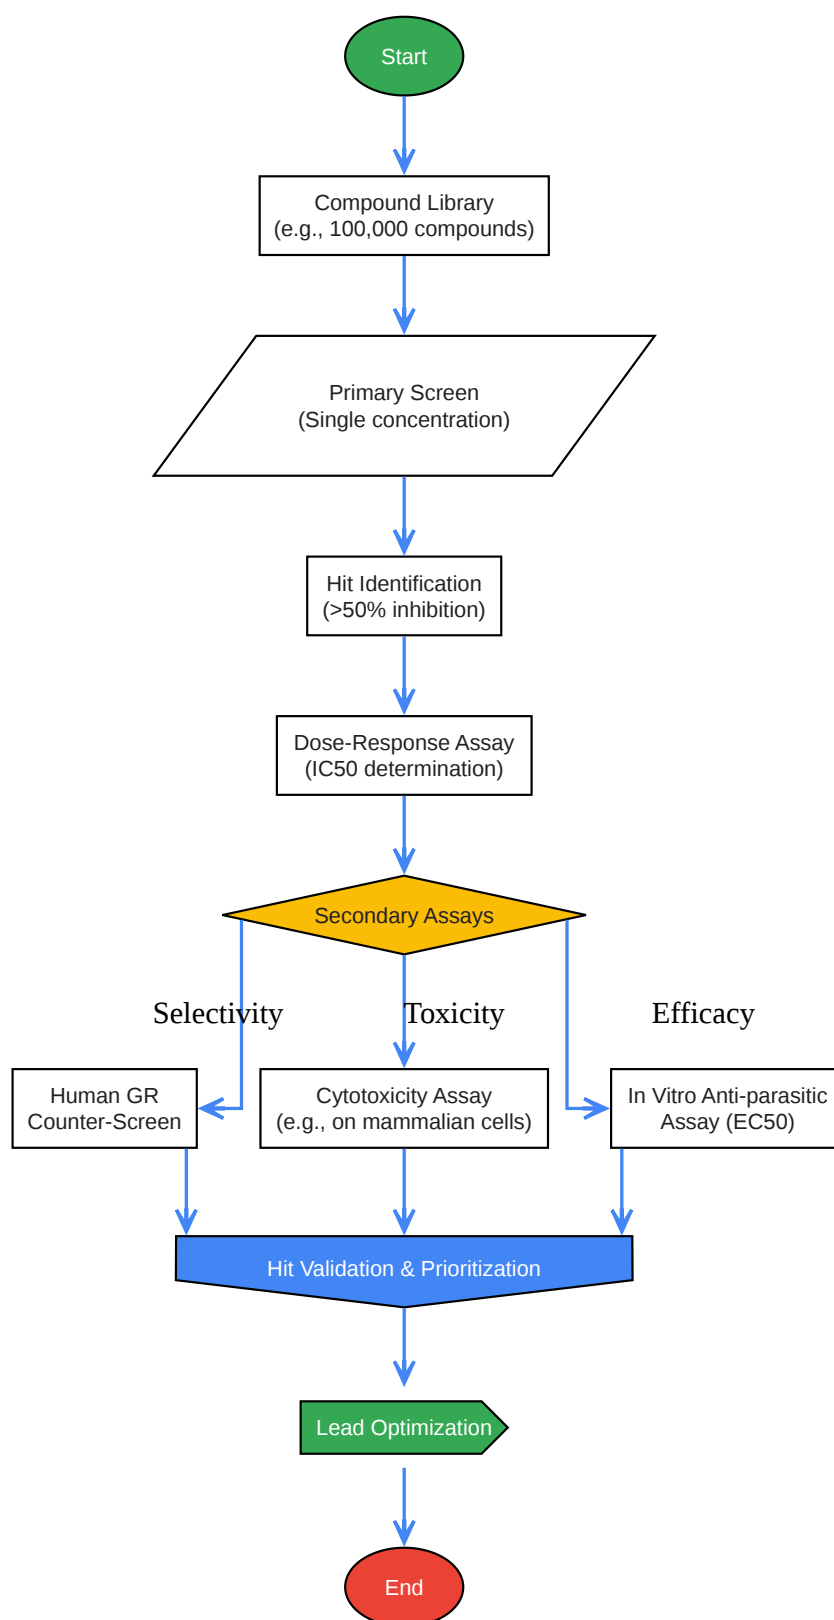 Start
Compound Library
(e.g., 100,000 compounds)
Primary Screen
(Single concentration)
Hit Identification
(>50% inhibition)
Dose-Response Assay
(IC50 determination)
Secondary Assays
Selectivity
Toxicity
Efficacy
Human GR
Counter-Screen
Cytotoxicity Assay
(e.g., on mammalian cells)
In Vitro Anti-parasitic
Assay (EC50)
Hit Validation & Prioritization
Lead Optimization
End